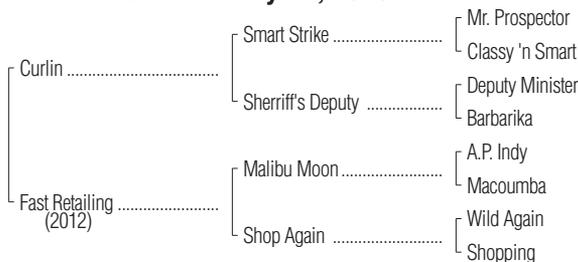 Mr. Prospector
Smart Strike ........................
Classy 'n Smart
Curlin ..................................
Deputy Minister
Sherriff's Deputy .................
Barbarika
A.P. Indy
Malibu Moon .......................
Macoumba
Fast Retailing .......................
(2012)
Wild Again
Shop Again ........................
Shopping